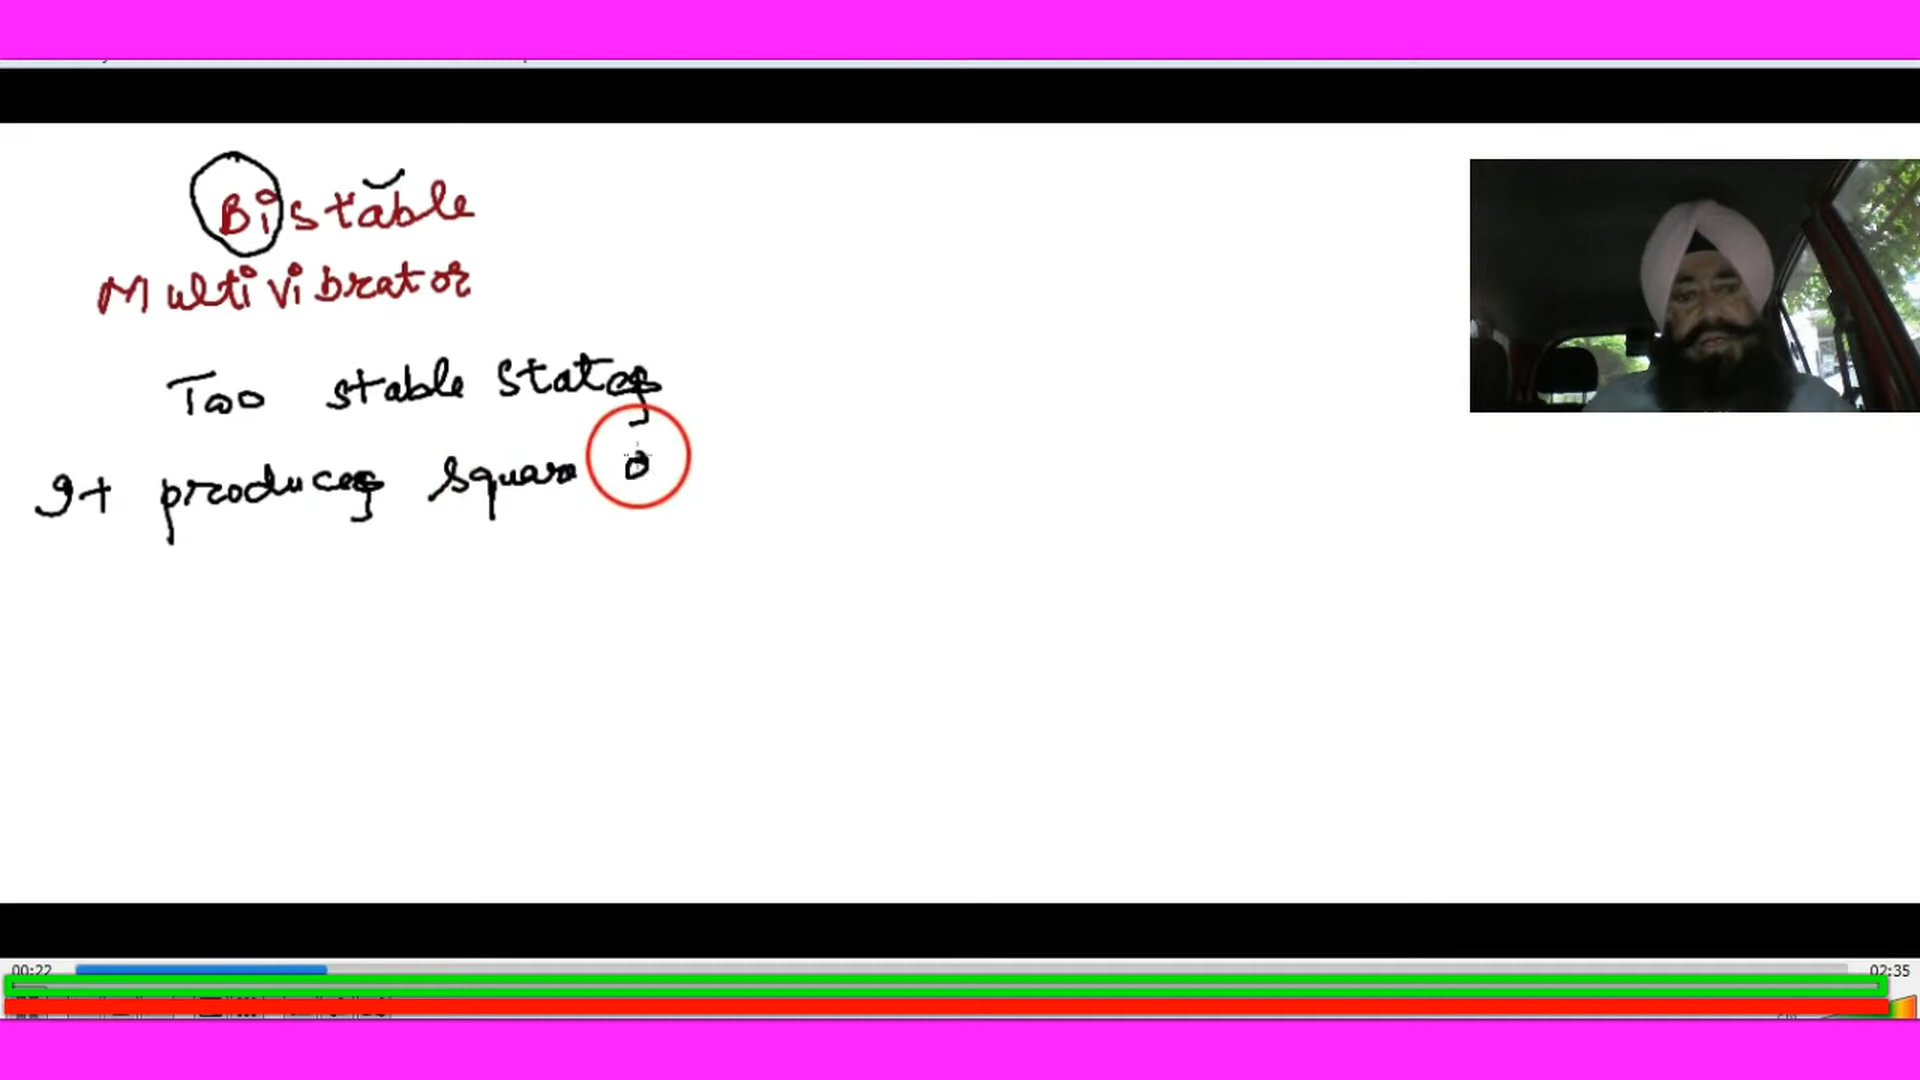 Bistable
Multivibrator
Two stable states
It produces square o
00:22
02:35